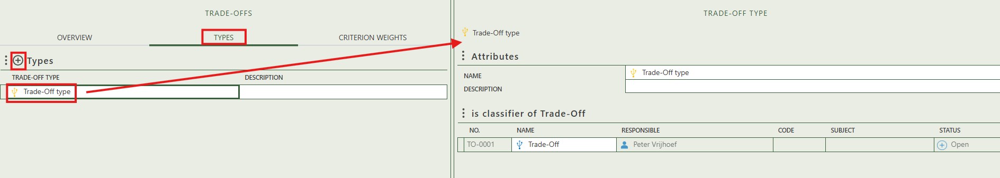 TRADE-OFFS
OVERVIEW TYPES CRITERION WEIGHTS
Types
TRADE-OFF TYPE DESCRIPTION
Trade-Off type
TRADE-OFF TYPE
Trade-Off type
Attributes
NAME Trade-Off type
DESCRIPTION
is classifier of Trade-Off
NO. NAME RESPONSIBLE CODE SUBJECT STATUS
TO-0001 Trade-Off Peter Vrijhoef Open